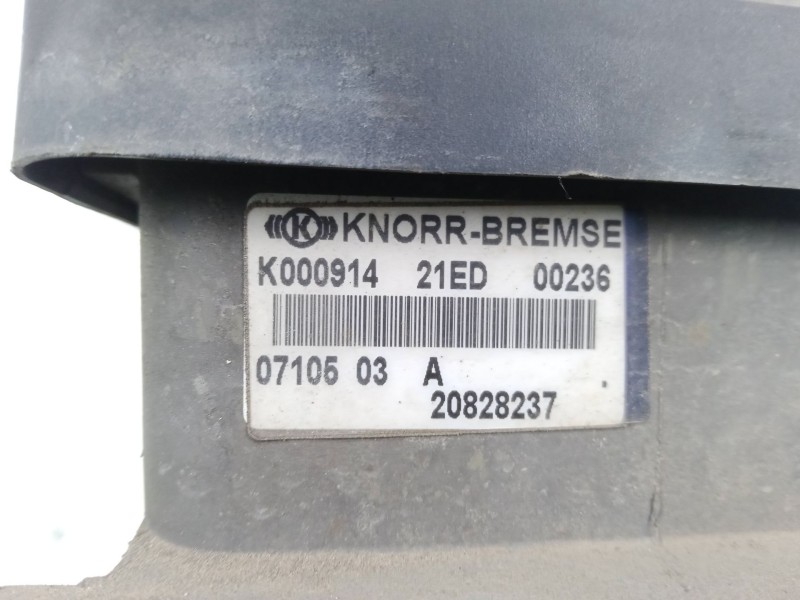 K KNORR-BREMSE
K000914 21ED 00236
07105 03 A
20828237